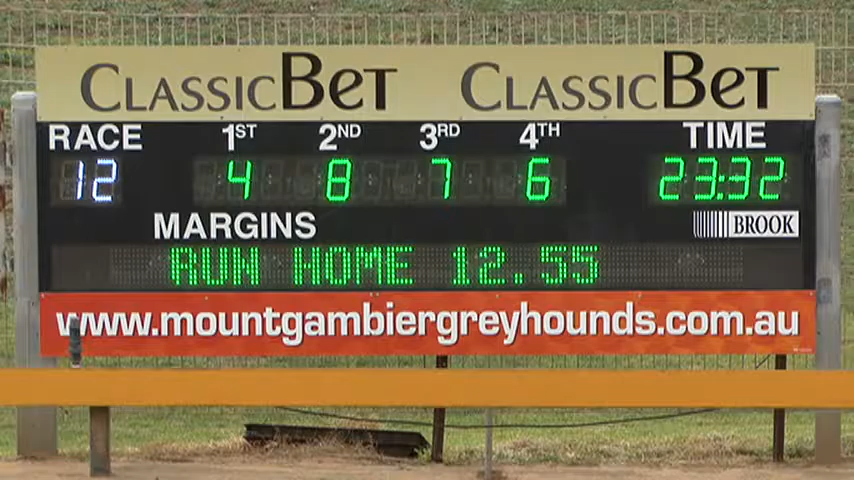 CLASSICBET CLASSICBET
RACE 1ST 2ND 3RD 4TH TIME
12 4 8 7 6 23:32
MARGINS BROOK
RUN HOME 12.55
www.mountgambiergreyhounds.com.au